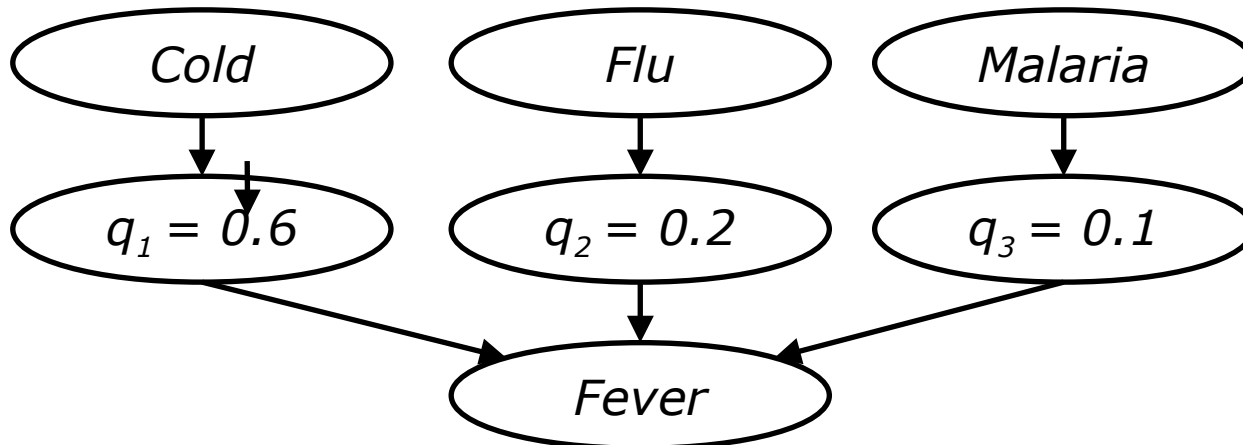 Cold
Flu
Malaria
q₁ = 0.6
q₂ = 0.2
q₃ = 0.1
Fever